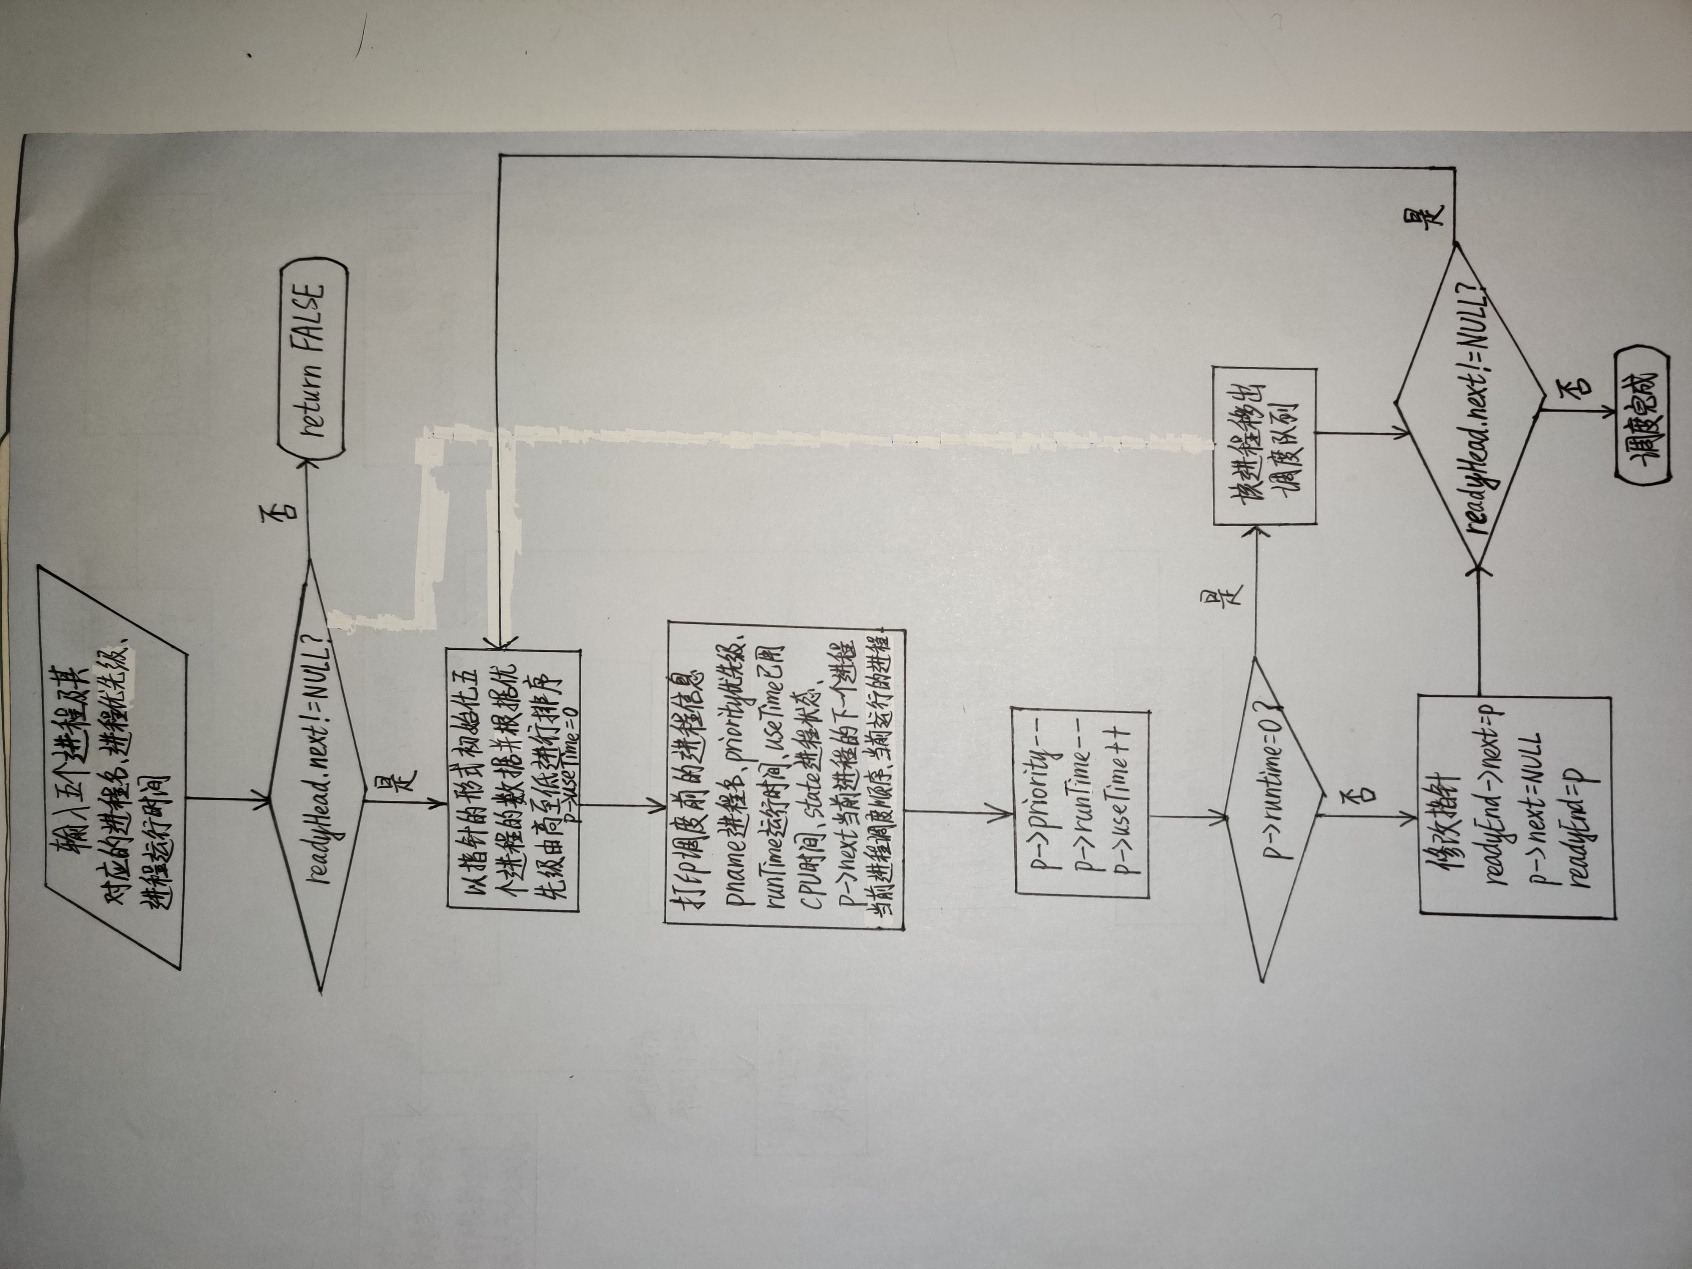 输入五个进程及其
对应的进程名、进程优先级、
进程运行时间
readyHead.next!=NULL?
否
return FALSE
是
以指针的形式初始化五
个进程的数据并根据优
先级由高至低进行排序
p->useTime=0
打印调度前的进程信息
pname进程名、priority优先级、
runTime运行时间、useTime已用
CPU时间、state进程状态、
p->next当前进程的下一个进程
当前进程调度顺序、当前运行的进程.
p->priority--
p->runTime--
p->useTime++
p->runtime=0?
是
该进程移出
调度队列
否
修改指针
readyEnd->next=p
p->next=NULL
readyEnd=p
readyHead.next!=NULL?
是
否
调度完成